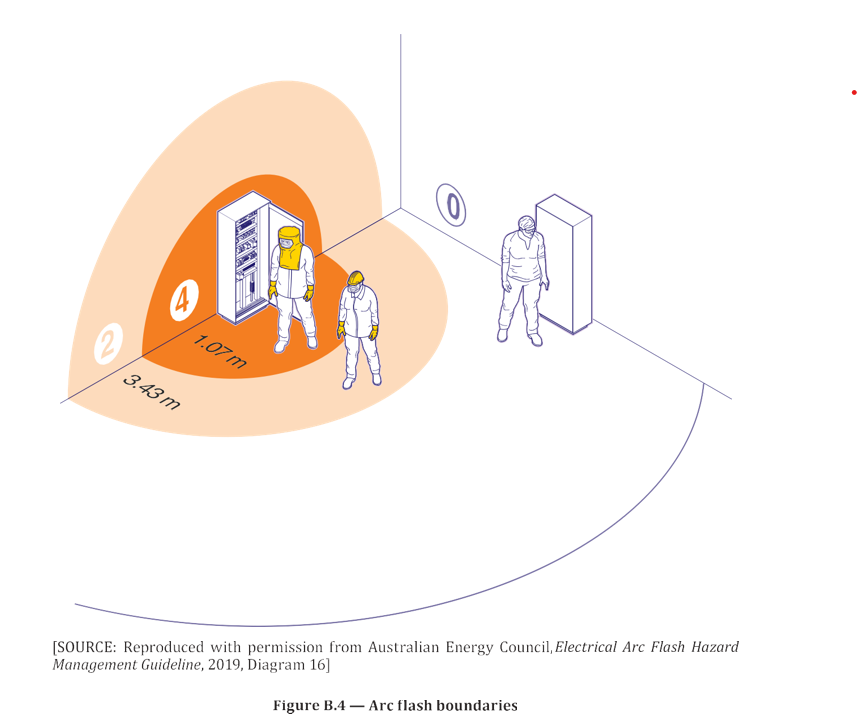 0
4
2
1.07 m
3.43 m
[SOURCE: Reproduced with permission from Australian Energy Council, Electrical Arc Flash Hazard
Management Guideline, 2019, Diagram 16]
Figure B.4 — Arc flash boundaries